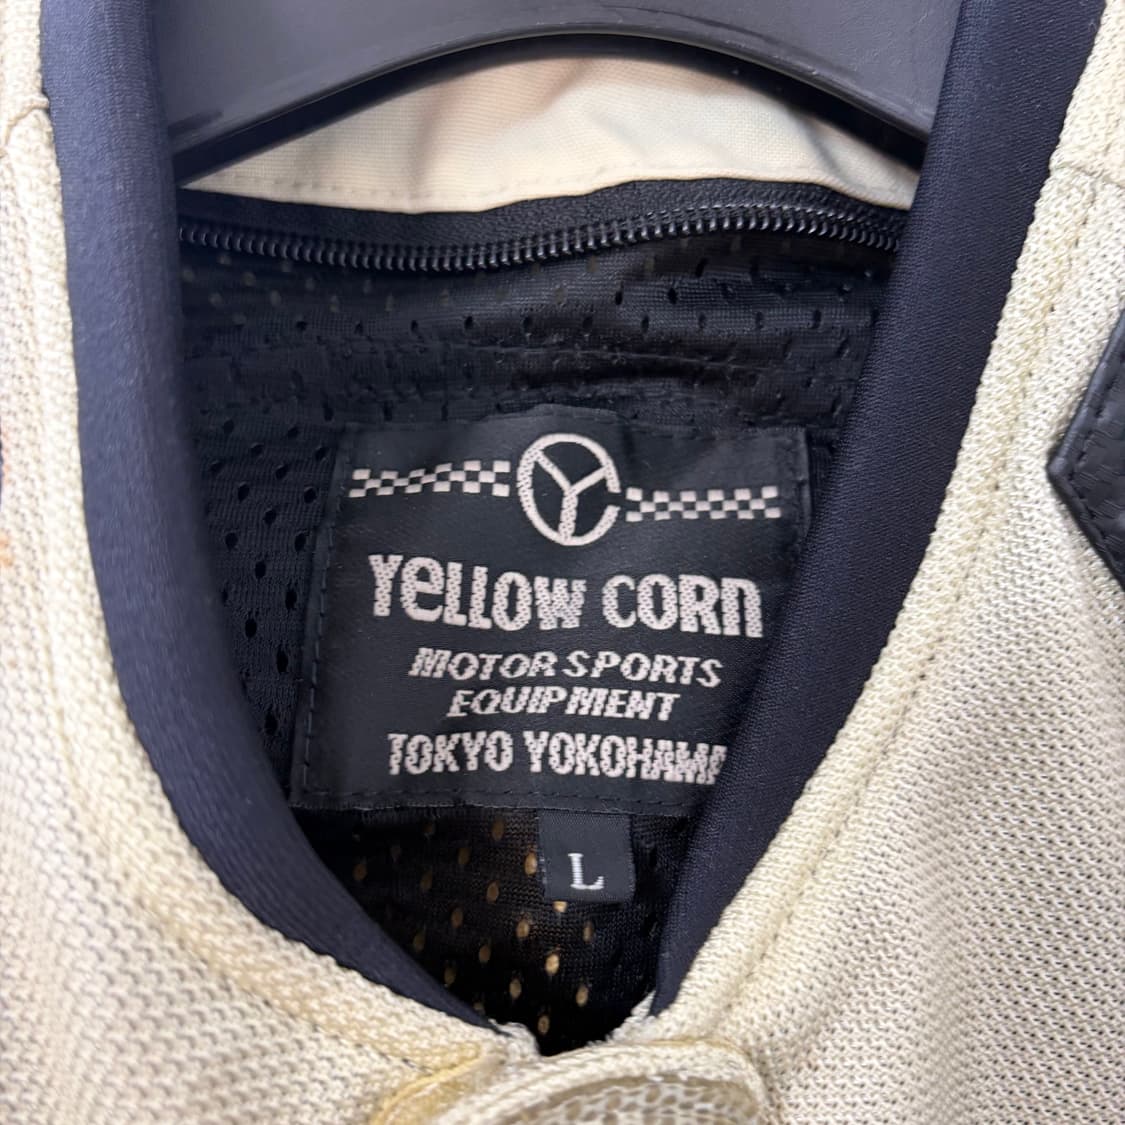 YeLLOW CORn
MOTOR SPORTS
EQUIPMENT
TOKYO YOKOHAMA
L